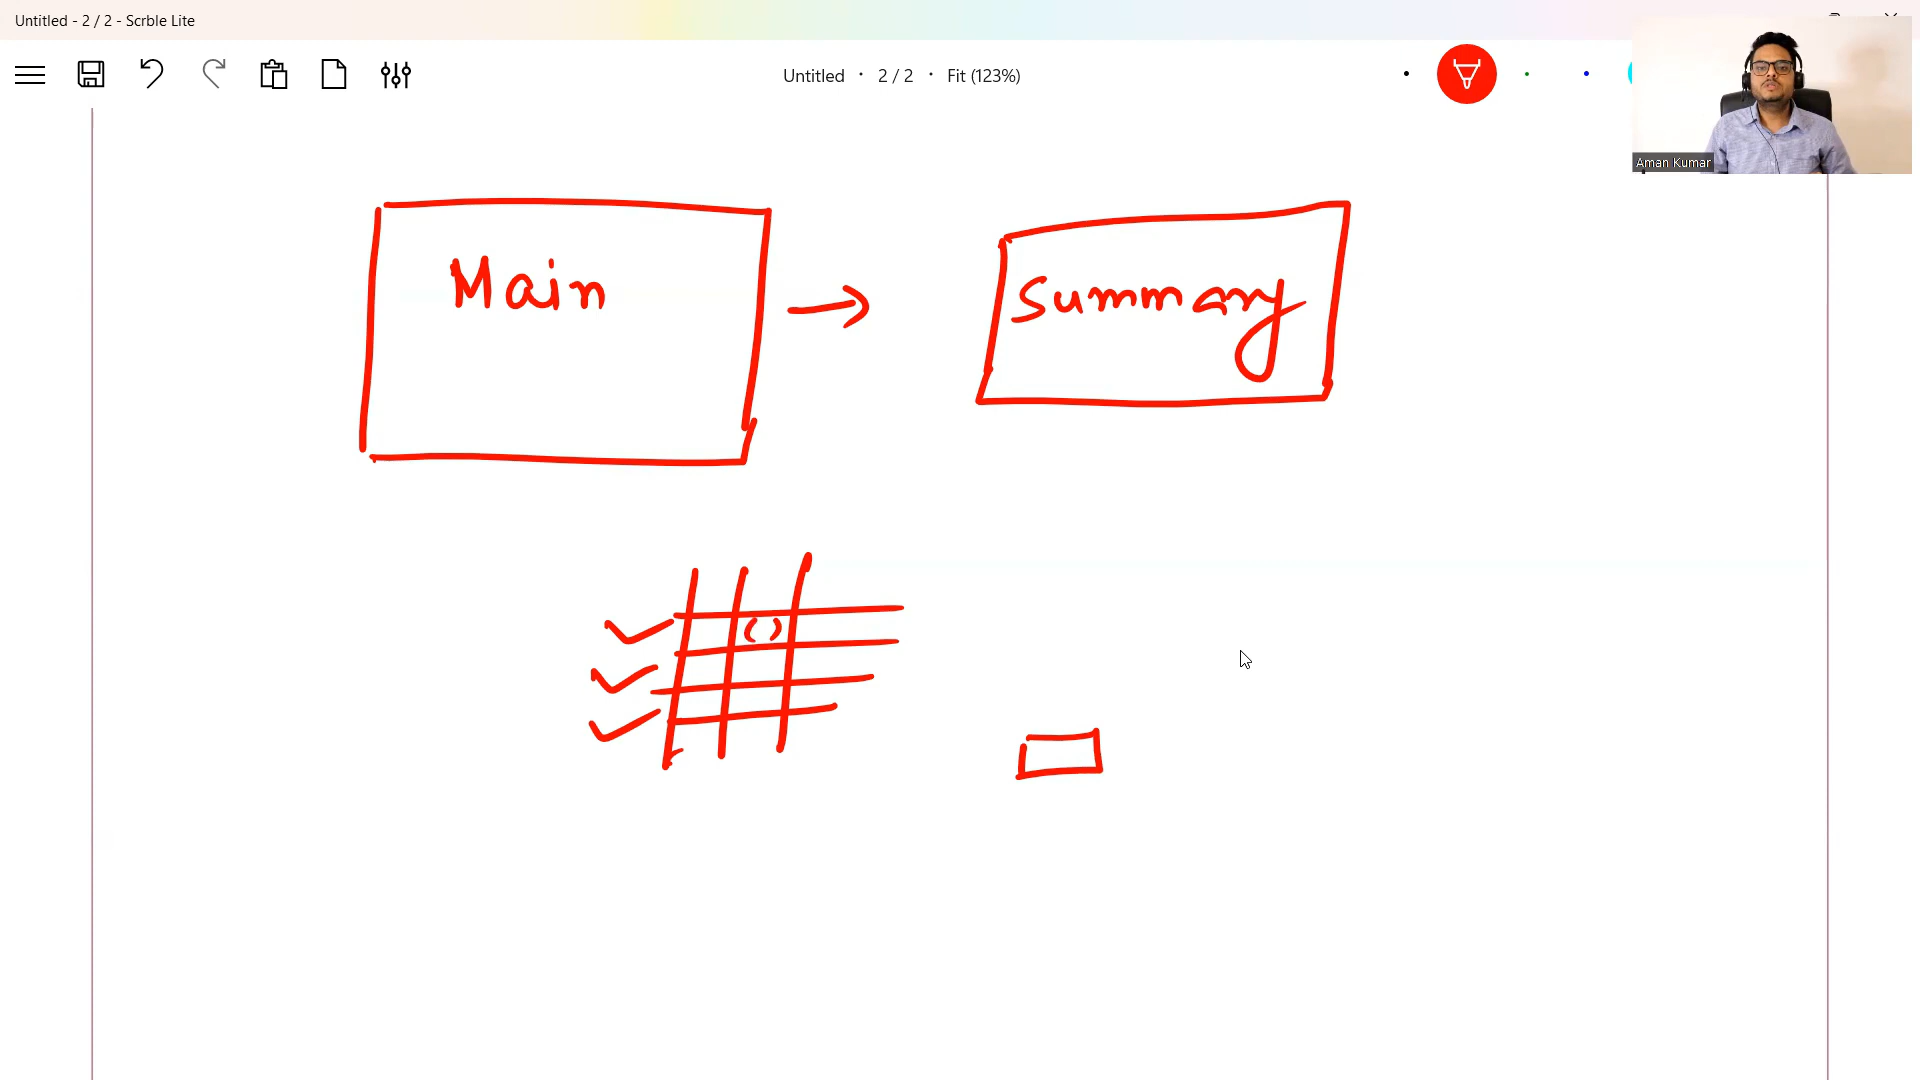 Untitled - 2 / 2 - Scrble Lite
Untitled • 2 / 2 • Fit (123%)
Aman Kumar
Main → Summary
( )